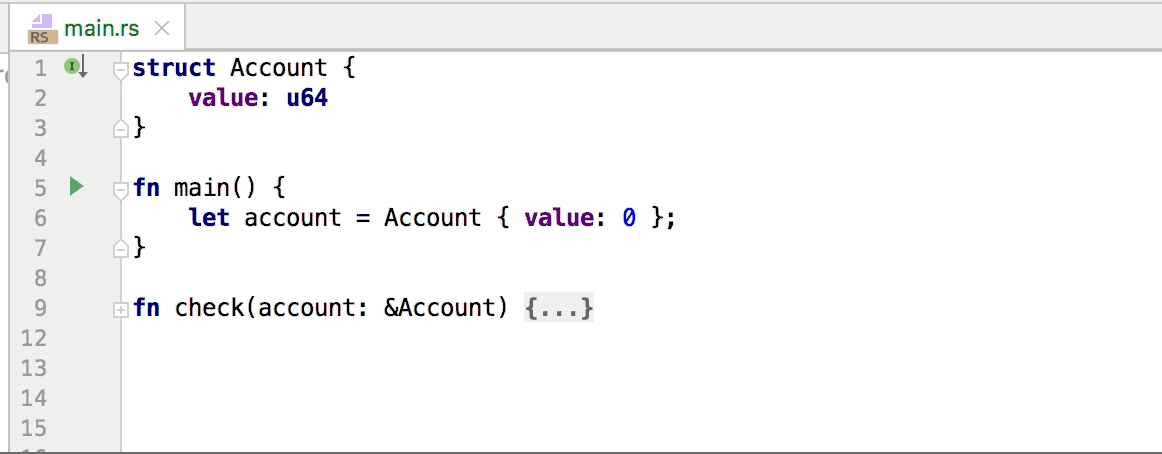 RS main.rs
1 I struct Account {
2 value: u64
3 }
4
5 fn main() {
6 let account = Account { value: 0 };
7 }
8
9 fn check(account: &Account) {...}
12
13
14
15